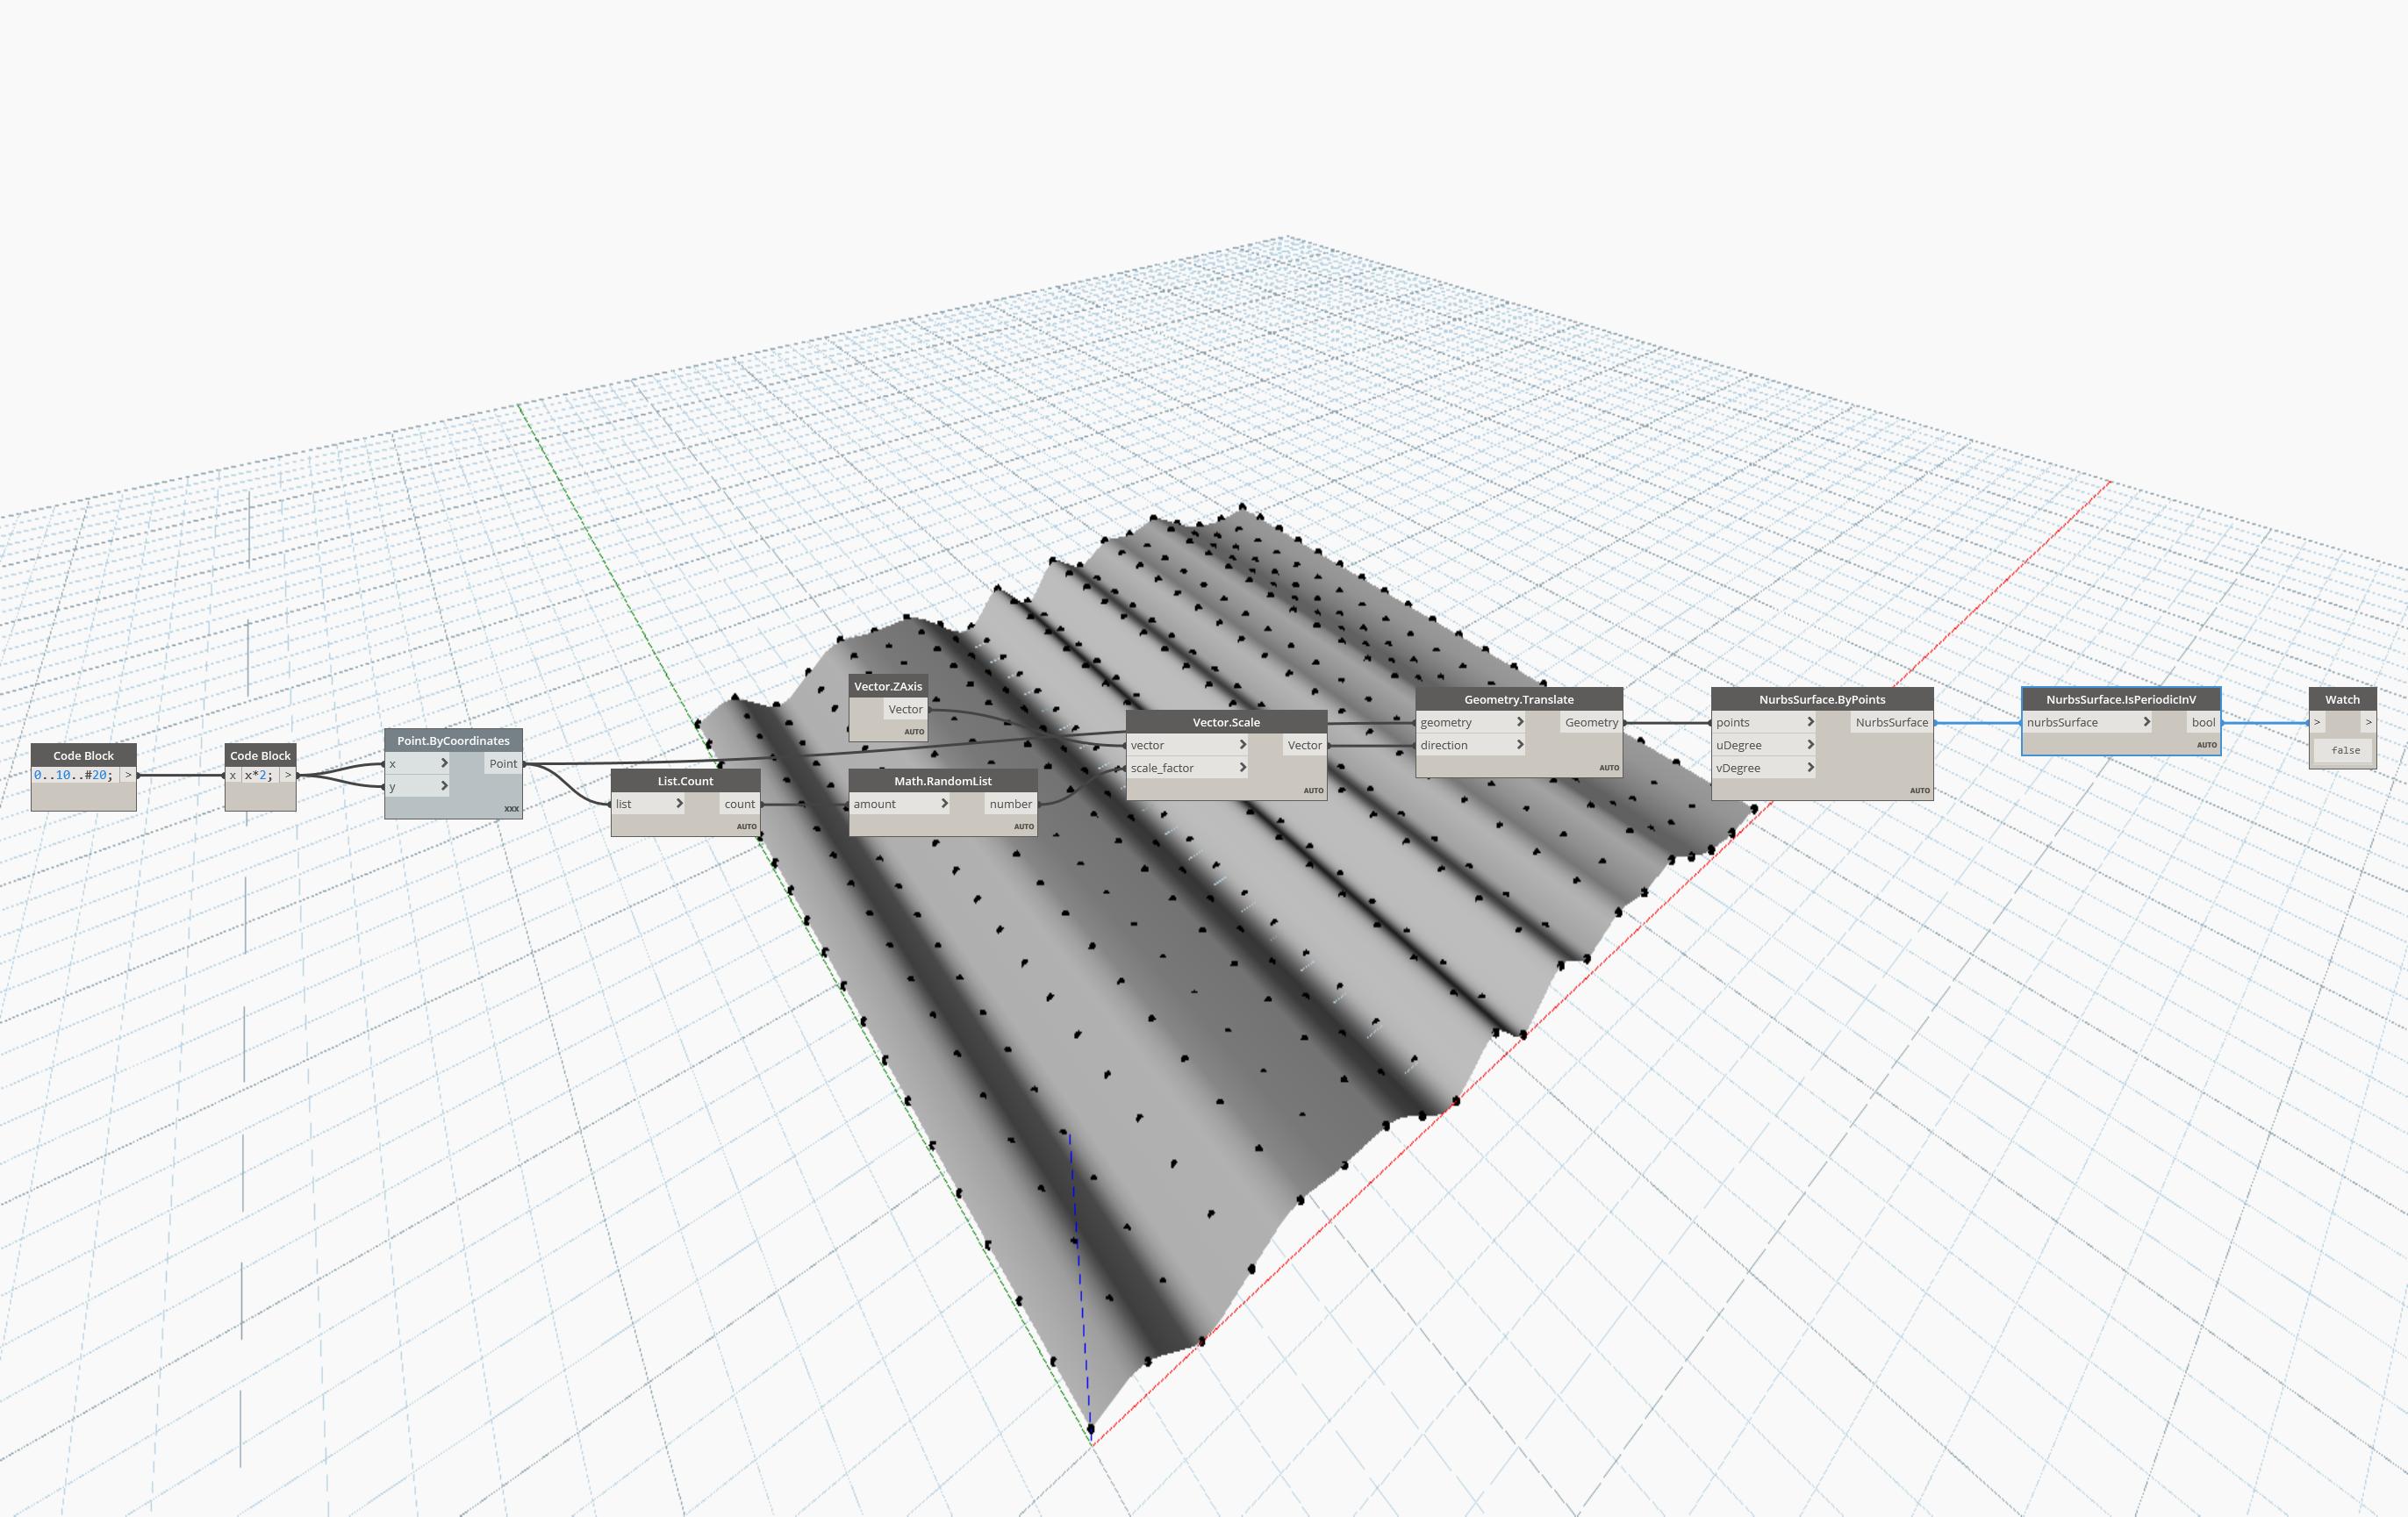 Code Block
0..10..#20; >
Code Block
x x*2; >
Point.ByCoordinates
x > Point
y >
xxx
List.Count
list > count
AUTO
Vector.ZAxis
Vector
AUTO
Math.RandomList
amount > number
AUTO
Vector.Scale
vector > Vector
scale_factor >
AUTO
Geometry.Translate
geometry > Geometry
direction >
AUTO
NurbsSurface.ByPoints
points > NurbsSurface
uDegree >
vDegree >
AUTO
NurbsSurface.IsPeriodicInV
nurbsSurface > bool
AUTO
Watch
> >
false